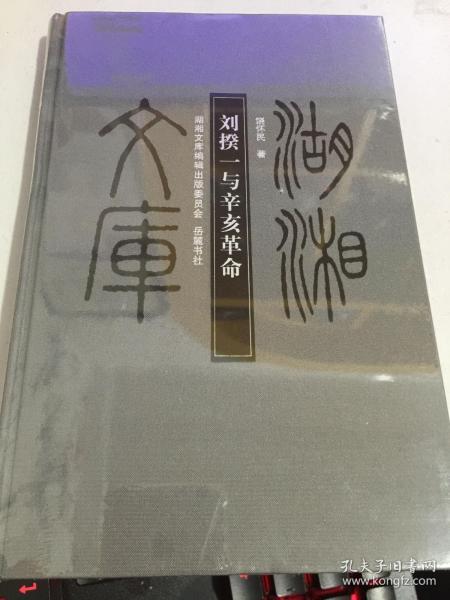 湖湘
文庫
饶怀民 著
刘揆一与辛亥革命
湖湘文库编辑出版委员会 岳麓书社
孔夫子旧书网
www.kongfz.com